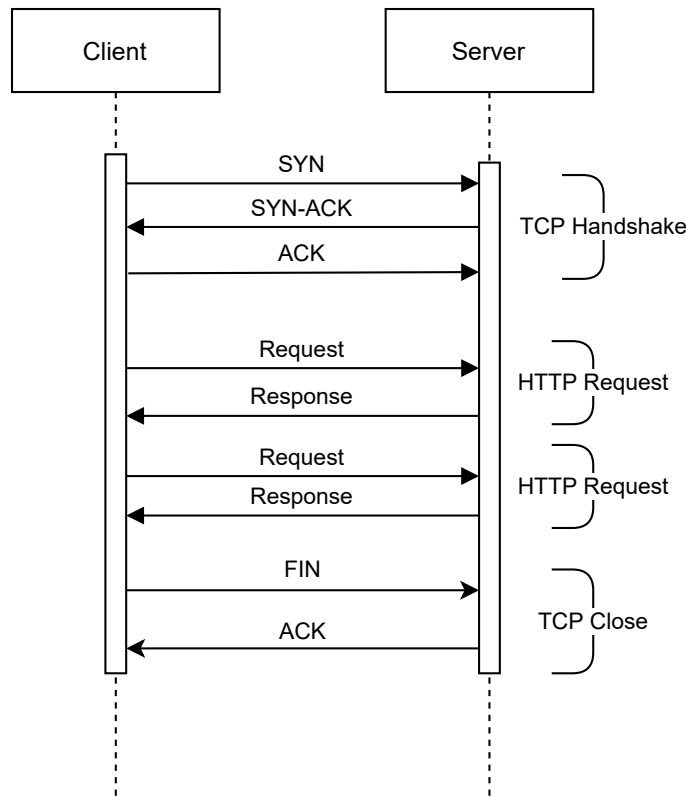 Client
Server
SYN
SYN-ACK
TCP Handshake
ACK
Request
HTTP Request
Response
Request
HTTP Request
Response
FIN
TCP Close
ACK